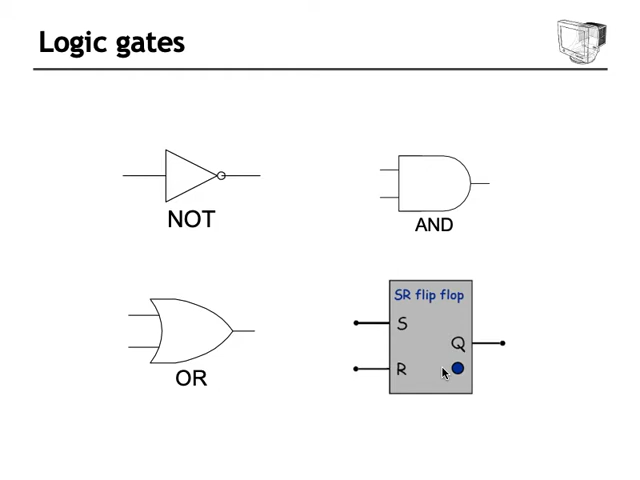 Logic gates
NOT
AND
OR
SR flip flop
S
Q
R